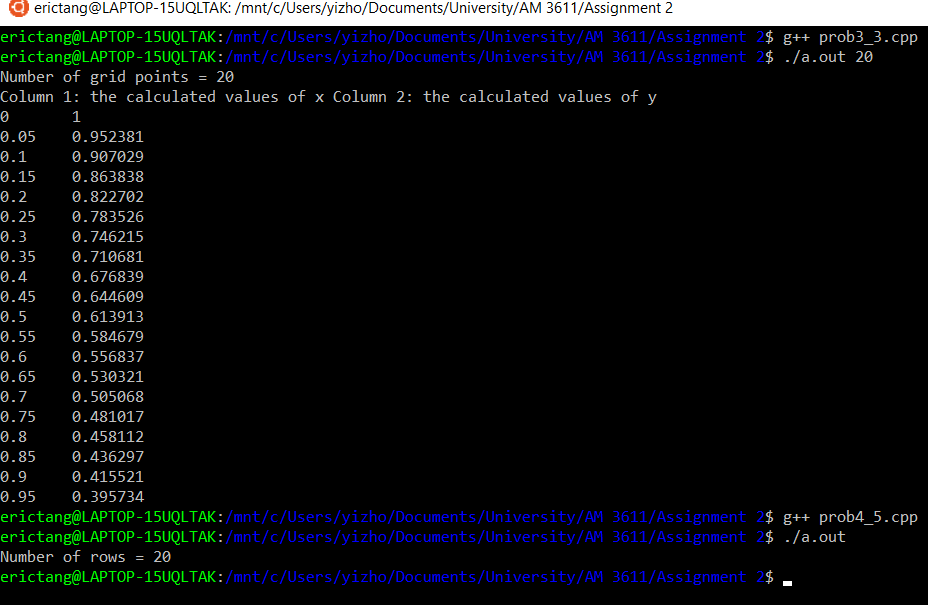 erictang@LAPTOP-15UQLTAK: /mnt/c/Users/yizho/Documents/University/AM 3611/Assignment 2
erictang@LAPTOP-15UQLTAK:/mnt/c/Users/yizho/Documents/University/AM 3611/Assignment 2$ g++ prob3_3.cpp
erictang@LAPTOP-15UQLTAK:/mnt/c/Users/yizho/Documents/University/AM 3611/Assignment 2$ ./a.out 20
Number of grid points = 20
Column 1: the calculated values of x Column 2: the calculated values of y
0 1
0.05 0.952381
0.1 0.907029
0.15 0.863838
0.2 0.822702
0.25 0.783526
0.3 0.746215
0.35 0.710681
0.4 0.676839
0.45 0.644609
0.5 0.613913
0.55 0.584679
0.6 0.556837
0.65 0.530321
0.7 0.505068
0.75 0.481017
0.8 0.458112
0.85 0.436297
0.9 0.415521
0.95 0.395734
erictang@LAPTOP-15UQLTAK:/mnt/c/Users/yizho/Documents/University/AM 3611/Assignment 2$ g++ prob4_5.cpp
erictang@LAPTOP-15UQLTAK:/mnt/c/Users/yizho/Documents/University/AM 3611/Assignment 2$ ./a.out
Number of rows = 20
erictang@LAPTOP-15UQLTAK:/mnt/c/Users/yizho/Documents/University/AM 3611/Assignment 2$